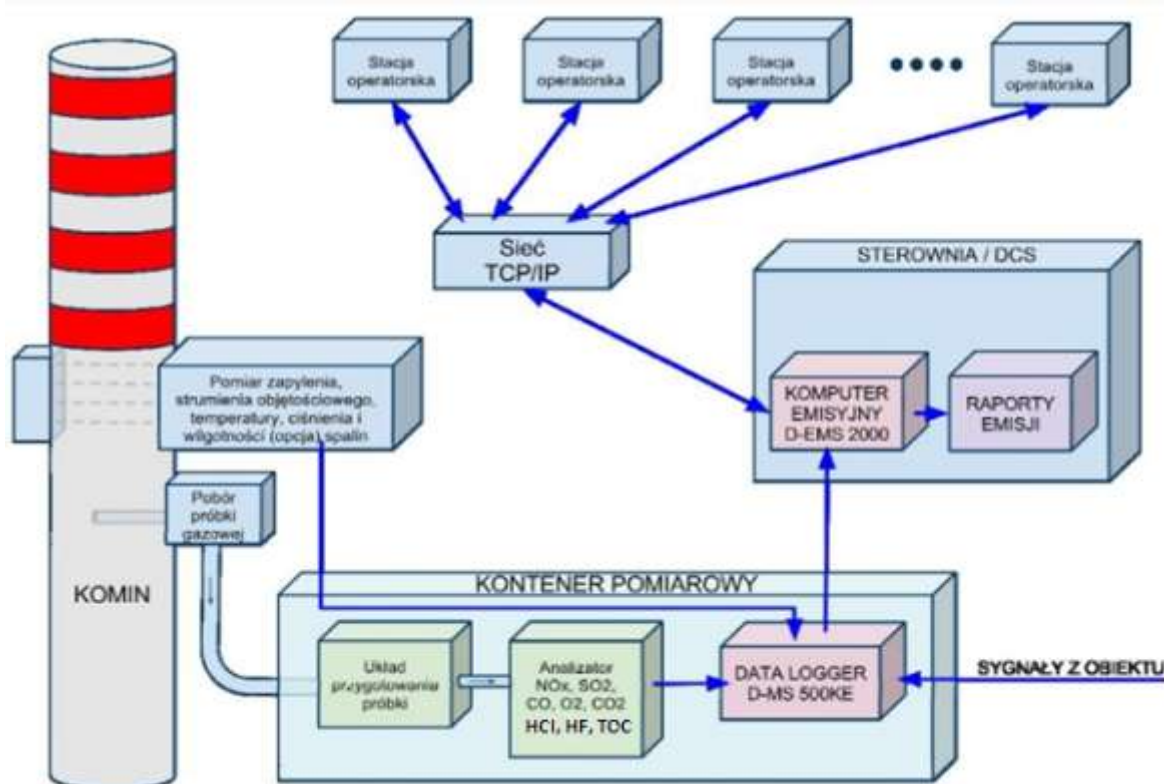 Stacja
operatorska
Stacja
operatorska
Stacja
operatorska
Stacja
operatorska
Sieć
TCP/IP
STEROWNIA / DCS
KOMPUTER
EMISYJNY
D-EMS 2000
RAPORTY
EMISJI
Pomiar zapylenia,
strumienia objętościowego,
temperatury, ciśnienia i
wilgotności (opcja) spalin
Pobór
próbki
gazowej
KOMIN
KONTENER POMIAROWY
Układ
przygotowania
próbki
Analizator
NOx, SO2,
CO, O2, CO2
HCl, HF, TOC
DATA LOGGER
D-MS 500KE
SYGNAŁY Z OBIEKTU